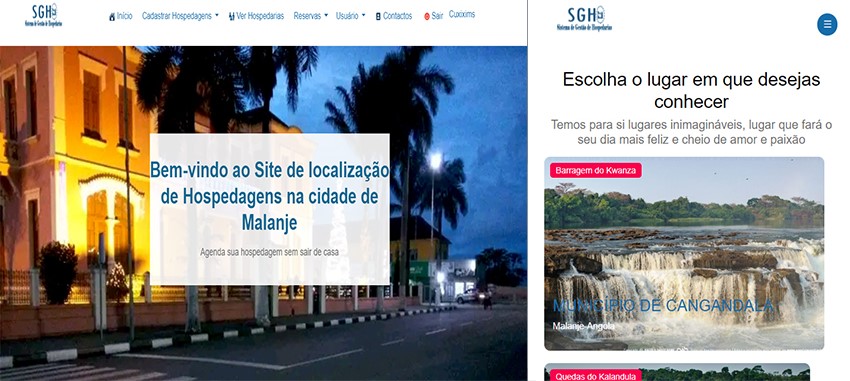 SGH
Sistema de Gestão de Hospedarias
Início Cadastrar Hospedagens Ver Hospedarias Reservas Usuário Contactos Sair Cuxixims
Bem-vindo ao Site de localização
de Hospedagens na cidade de
Malanje
Agenda sua hospedagem sem sair de casa
SGH
Sistema de Gestão de Hospedarias
Escolha o lugar em que desejas
conhecer
Temos para si lugares inimagináveis, lugar que fará o
seu dia mais feliz e cheio de amor e paixão
Barragem do Kwanza
MUNICÍPIO DE CANGANDALA
Malanje-Angola
Quedas do Kalandula